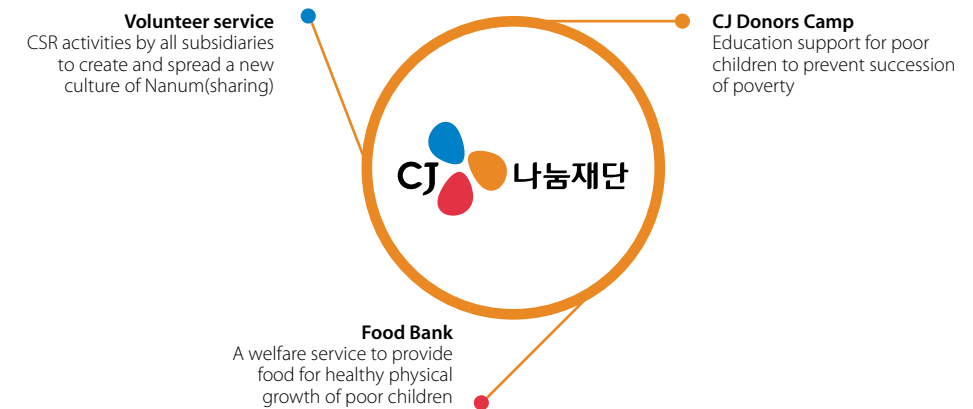 Volunteer service
CSR activities by all subsidiaries
to create and spread a new
culture of Nanum(sharing)
CJ Donors Camp
Education support for poor
children to prevent succession
of poverty
CJ 나눔재단
Food Bank
A welfare service to provide
food for healthy physical
growth of poor children